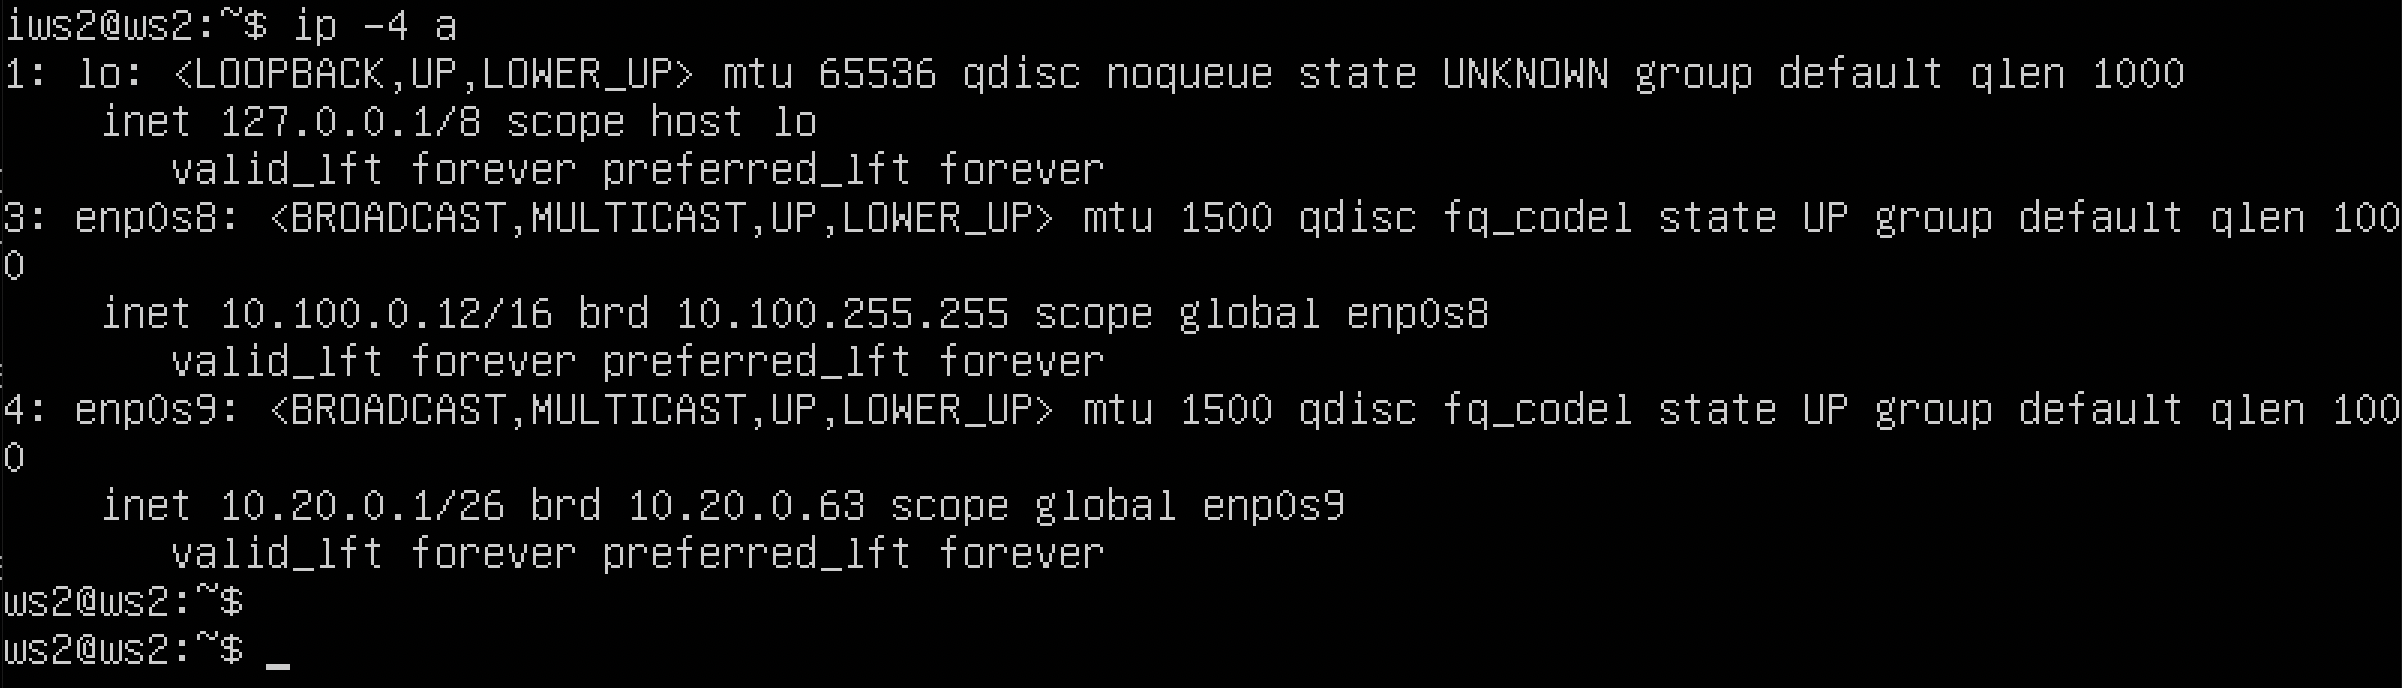 iws2@ws2:~$ ip -4 a
1: lo: <LOOPBACK,UP,LOWER_UP> mtu 65536 qdisc noqueue state UNKNOWN group default qlen 1000
    inet 127.0.0.1/8 scope host lo
       valid_lft forever preferred_lft forever
3: enp0s8: <BROADCAST,MULTICAST,UP,LOWER_UP> mtu 1500 qdisc fq_codel state UP group default qlen 100
0
    inet 10.100.0.12/16 brd 10.100.255.255 scope global enp0s8
       valid_lft forever preferred_lft forever
4: enp0s9: <BROADCAST,MULTICAST,UP,LOWER_UP> mtu 1500 qdisc fq_codel state UP group default qlen 100
0
    inet 10.20.0.1/26 brd 10.20.0.63 scope global enp0s9
       valid_lft forever preferred_lft forever
ws2@ws2:~$
ws2@ws2:~$ _